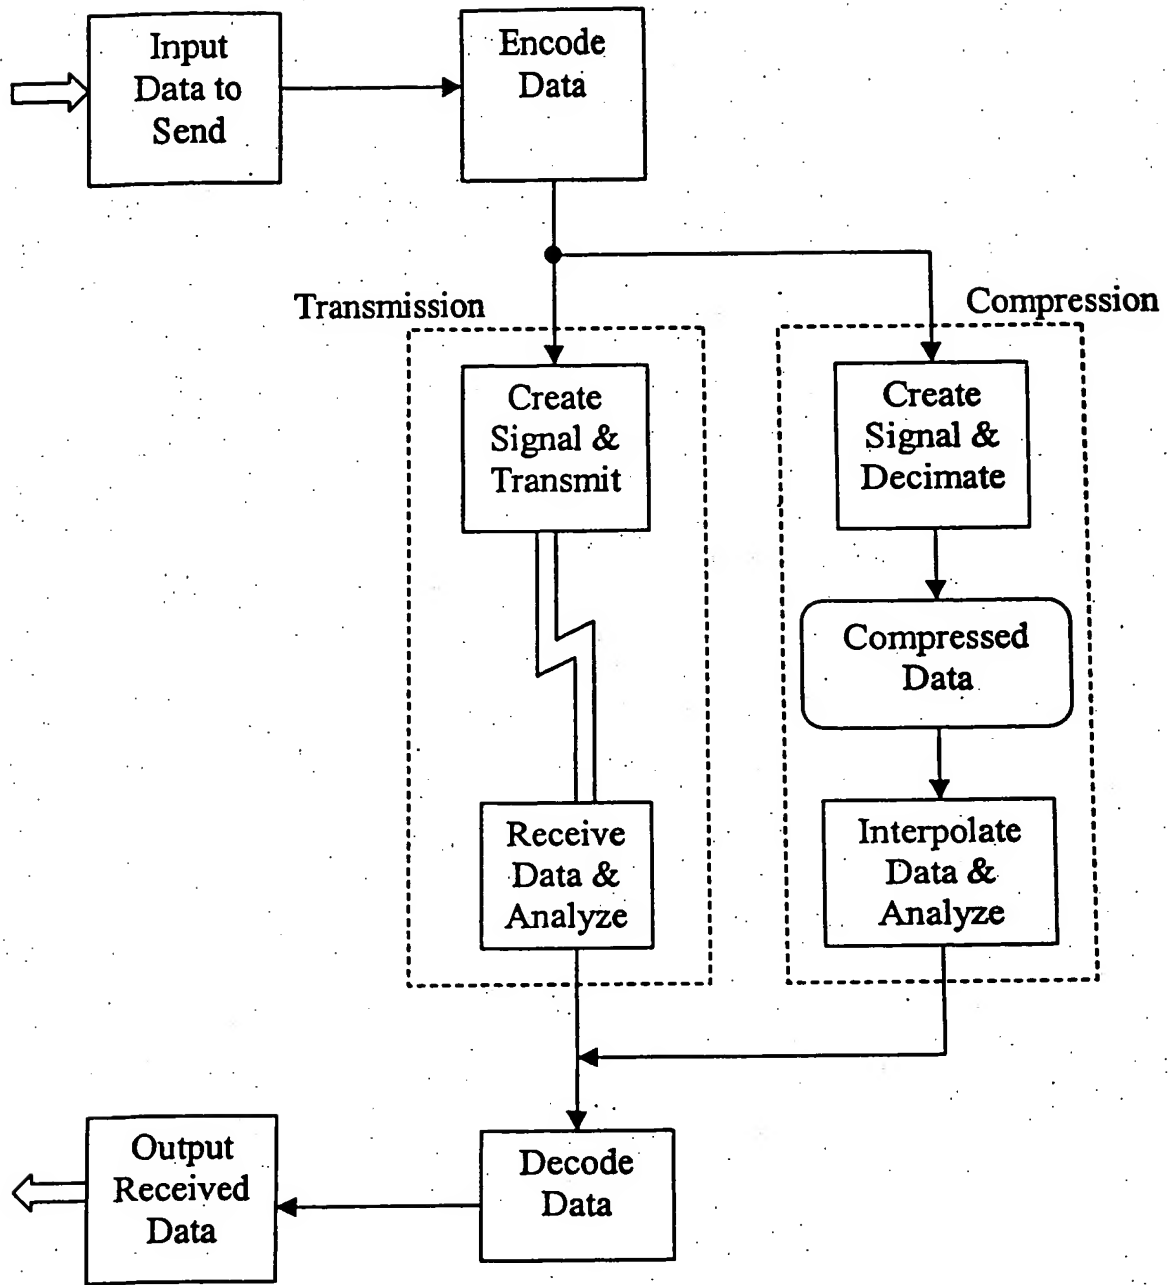 Input
Data to
Send
Encode
Data
Transmission
Compression
Create
Signal &
Transmit
Create
Signal &
Decimate
Compressed
Data
Receive
Data &
Analyze
Interpolate
Data &
Analyze
Output
Received
Data
Decode
Data